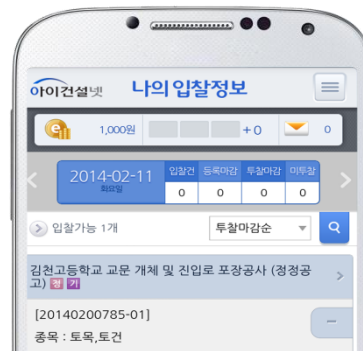 아이건설넷 나의 입찰정보
1,000원 +0 0
2014-02-11
화요일
입찰건 등록마감 투찰마감 미투찰
0 0 0 0
입찰가능 1개 투찰마감순
김천고등학교 교문 개체 및 진입로 포장공사 (정정공
고) 정 기
[20140200785-01]
종목 : 토목,토건